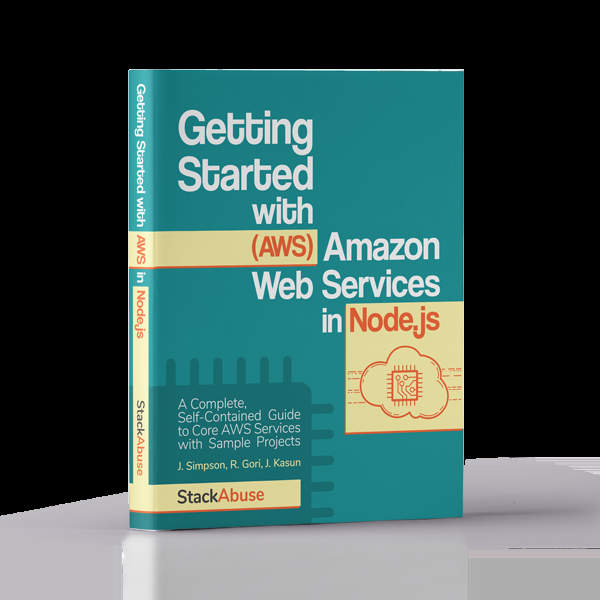 Getting Started with AWS in Node.js
StackAbuse
Getting
Started
with
(AWS) Amazon
Web Services
in Node.js
A Complete,
Self-Contained Guide
to Core AWS Services
with Sample Projects
J. Simpson, R. Gori, J. Kasun
StackAbuse